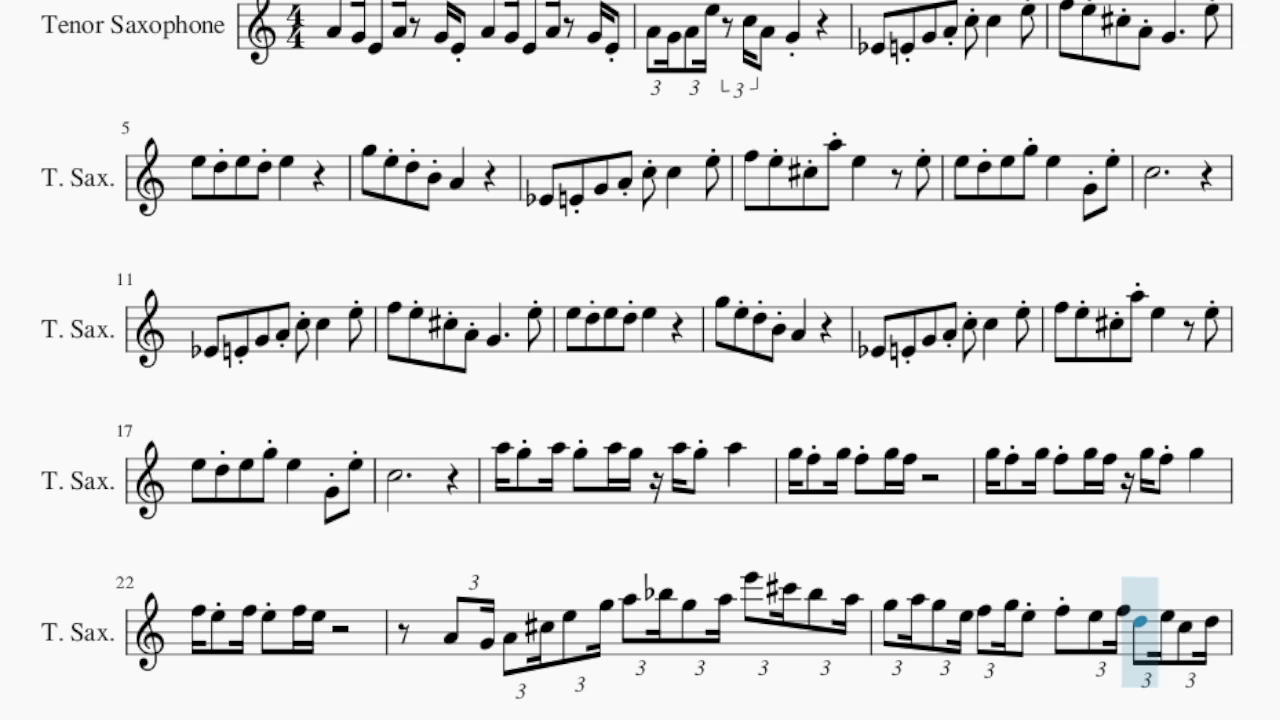 Tenor Saxophone 4 4
3 3 3
5
T. Sax.
11
T. Sax.
17
T. Sax.
22
3
T. Sax.
3 3 3 3 3 3 3 3 3 3 3 3